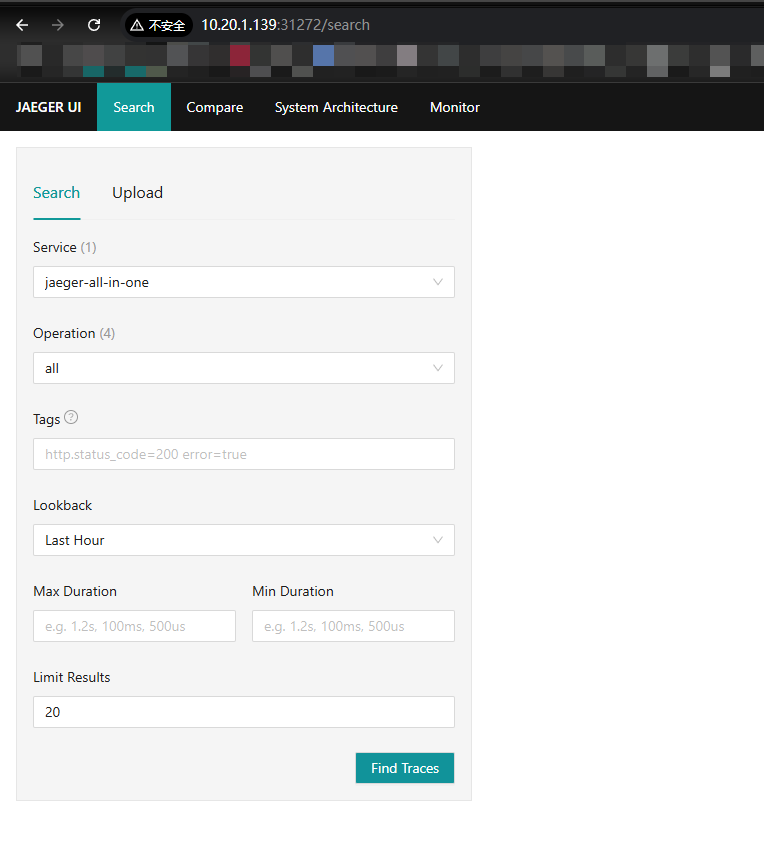 不安全 10.20.1.139:31272/search
JAEGER UI Search Compare System Architecture Monitor
Search Upload
Service (1)
jaeger-all-in-one
Operation (4)
all
Tags ?
http.status_code=200 error=true
Lookback
Last Hour
Max Duration Min Duration
e.g. 1.2s, 100ms, 500us e.g. 1.2s, 100ms, 500us
Limit Results
20
Find Traces